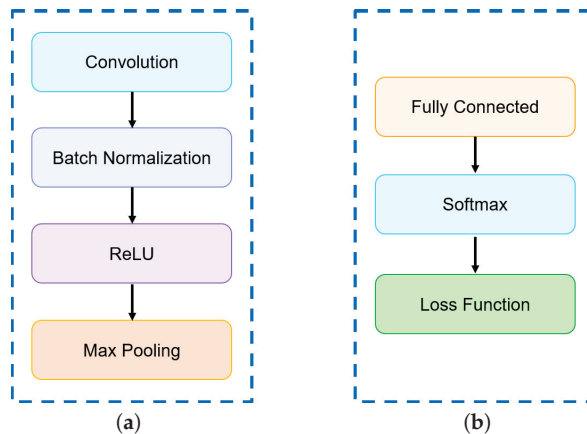 Convolution
Batch Normalization
ReLU
Max Pooling
(a)
Fully Connected
Softmax
Loss Function
(b)